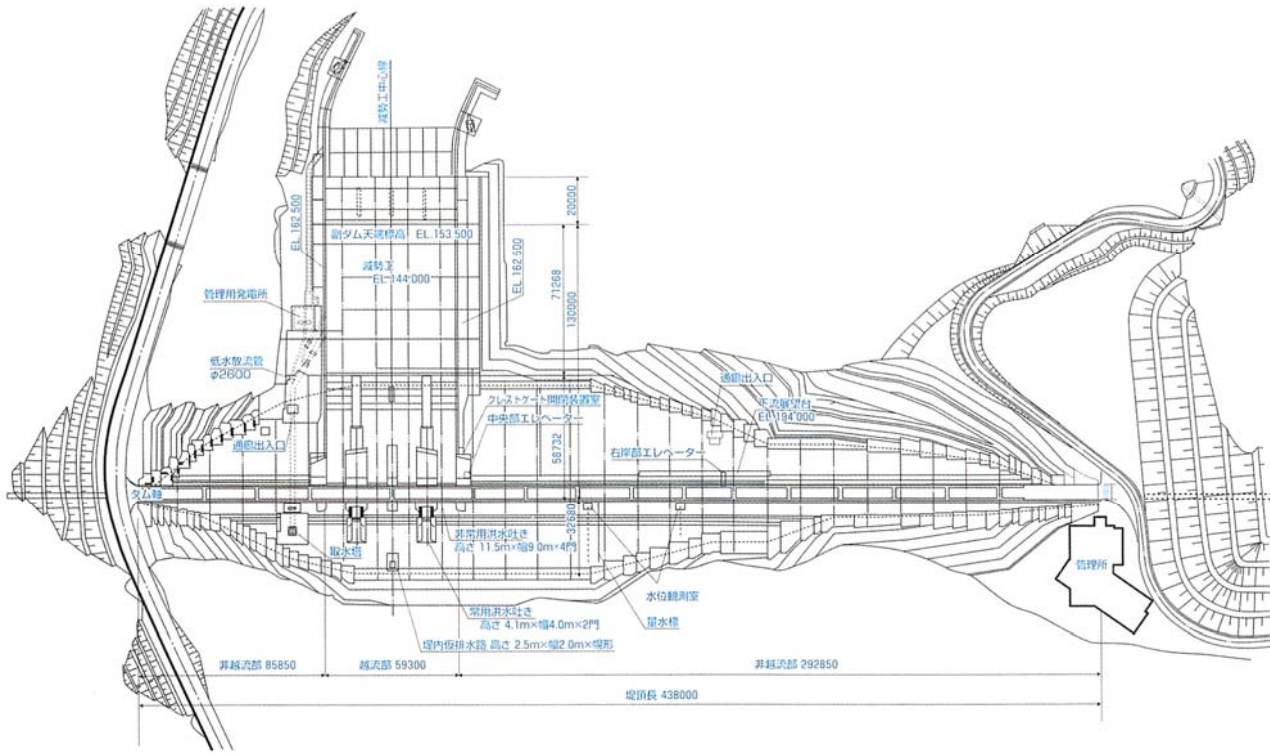 減勢工中心線
EL.162.500
20000
副ダム天端標高 EL.153.500
減勢工
EL.144.000
EL.162.500
71268
130000
管理用発電所
低水放流管
φ2600
通廊出入口
クレストゲート開閉装置室
中央部エレベーター
58732
通廊出入口
下流展望台
EL.194.000
右岸部エレベーター
ダム軸
取水塔
非常用洪水吐き
高さ 11.5m×幅9.0m×4門
32680
管理所
常用洪水吐き
高さ 4.1m×幅4.0m×2門
水位観測室
量水標
堤内仮排水路 高さ 2.5m×幅2.0m×幌形
非越流部 85850
越流部 59300
非越流部 292850
堤頂長 438000